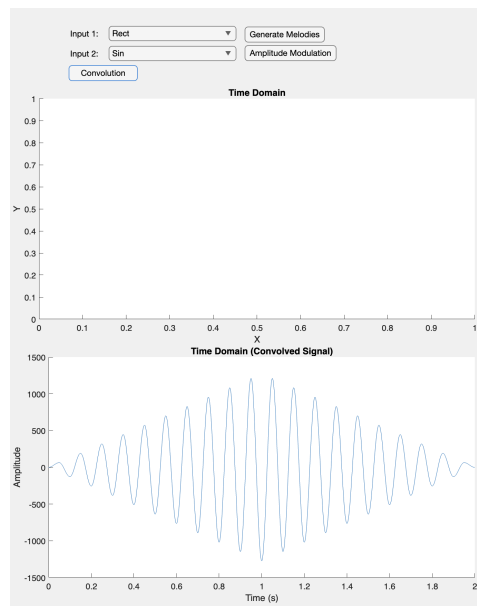 Input 1: Rect Generate Melodies
Input 2: Sin Amplitude Modulation
Convolution
Time Domain
1
0.9
0.8
0.7
0.6
0.5
0.4
0.3
0.2
0.1
0
Y
0 0.1 0.2 0.3 0.4 0.5 0.6 0.7 0.8 0.9 1
X
Time Domain (Convolved Signal)
1500
1000
500
0
-500
-1000
-1500
Amplitude
0 0.2 0.4 0.6 0.8 1 1.2 1.4 1.6 1.8 2
Time (s)